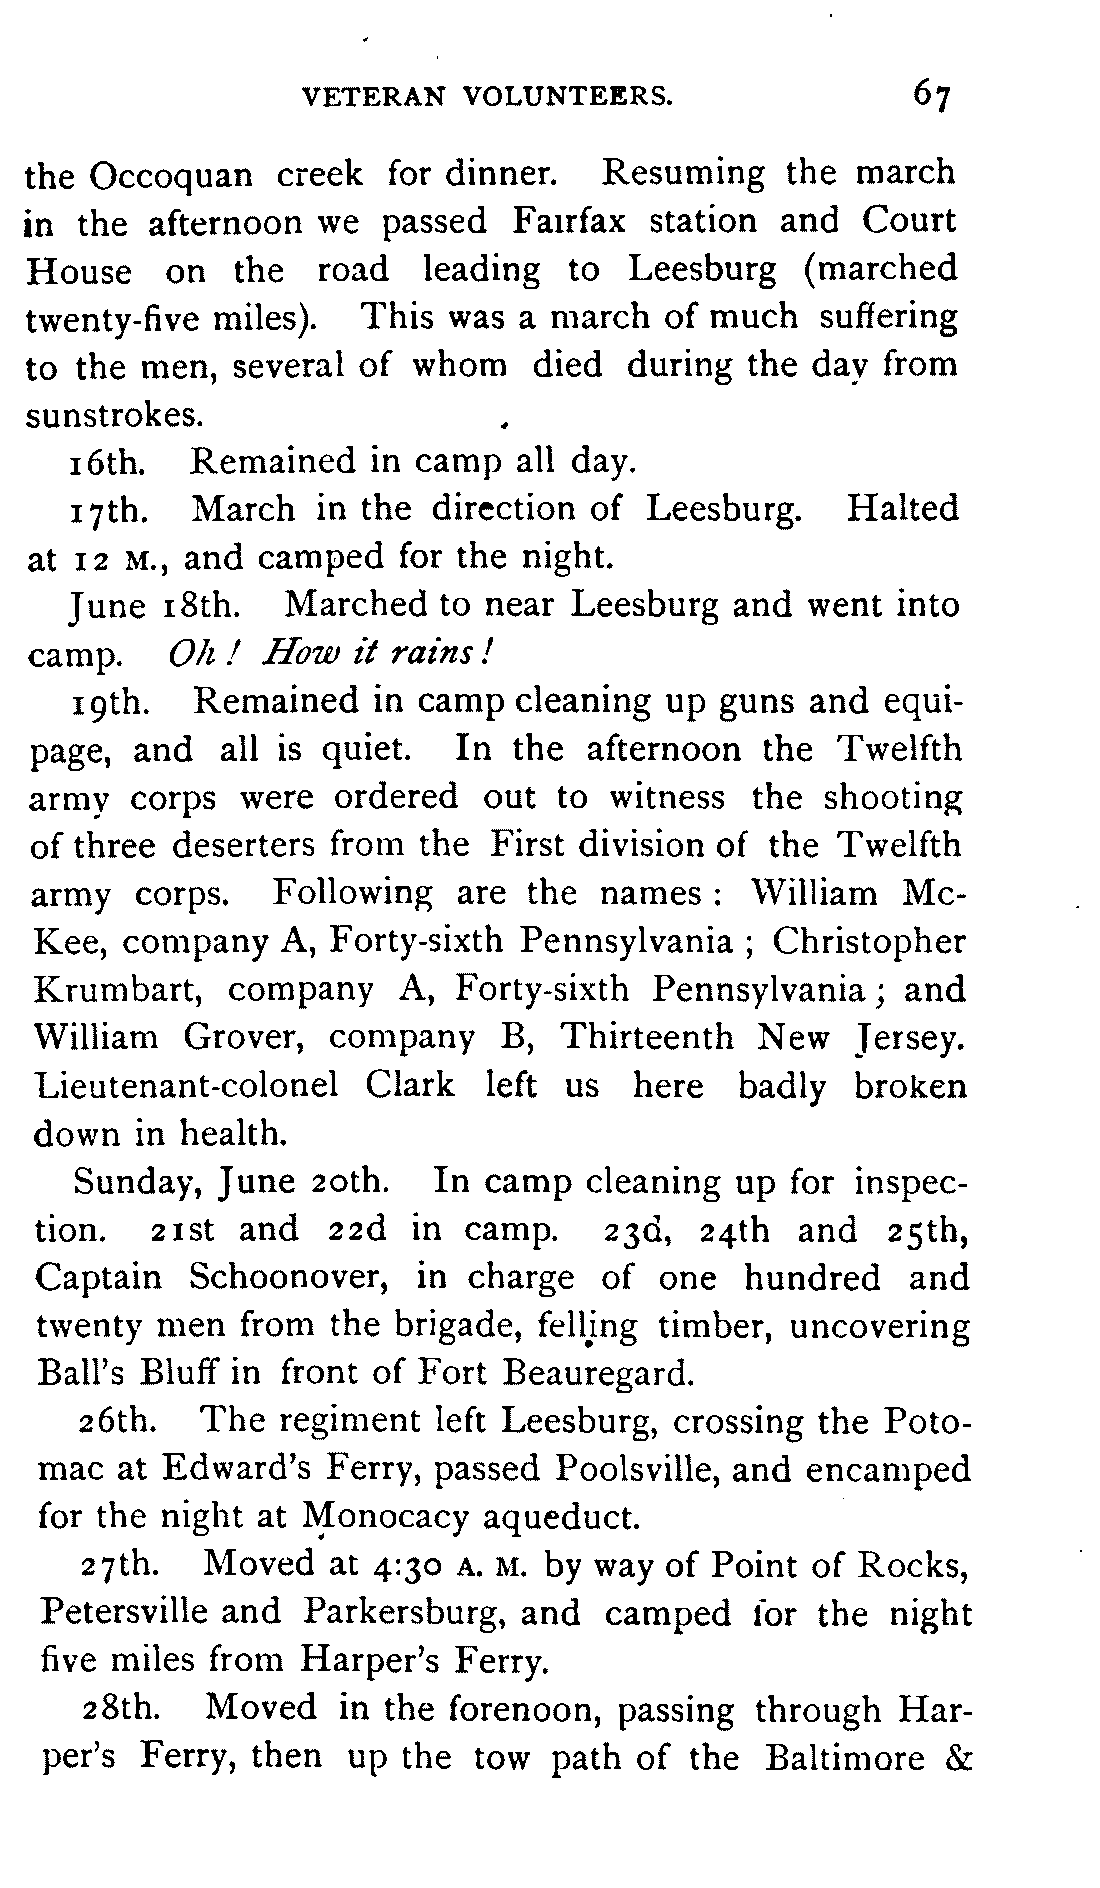 VETERAN VOLUNTEERS. 67
the Occoquan creek for dinner. Resuming the march
in the afternoon we passed Fairfax station and Court
House on the road leading to Leesburg (marched
twenty-five miles). This was a march of much suffering
to the men, several of whom died during the day from
sunstrokes.
16th. Remained in camp all day.
17th. March in the direction of Leesburg. Halted
at 12 M., and camped for the night.
June 18th. Marched to near Leesburg and went into
camp. Oh ! How it rains !
19th. Remained in camp cleaning up guns and equi-
page, and all is quiet. In the afternoon the Twelfth
army corps were ordered out to witness the shooting
of three deserters from the First division of the Twelfth
army corps. Following are the names : William Mc-
Kee, company A, Forty-sixth Pennsylvania ; Christopher
Krumbart, company A, Forty-sixth Pennsylvania ; and
William Grover, company B, Thirteenth New Jersey.
Lieutenant-colonel Clark left us here badly broken
down in health.
Sunday, June 20th. In camp cleaning up for inspec-
tion. 21st and 22d in camp. 23d, 24th and 25th,
Captain Schoonover, in charge of one hundred and
twenty men from the brigade, felling timber, uncovering
Ball's Bluff in front of Fort Beauregard.
26th. The regiment left Leesburg, crossing the Poto-
mac at Edward's Ferry, passed Poolsville, and encamped
for the night at Monocacy aqueduct.
27th. Moved at 4:30 A. M. by way of Point of Rocks,
Petersville and Parkersburg, and camped for the night
five miles from Harper's Ferry.
28th. Moved in the forenoon, passing through Har-
per's Ferry, then up the tow path of the Baltimore &